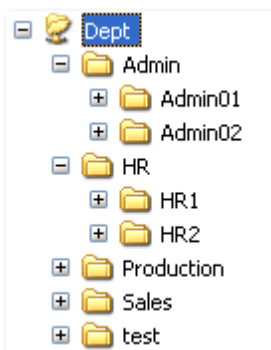 Dept
Admin
Admin01
Admin02
HR
HR1
HR2
Production
Sales
test